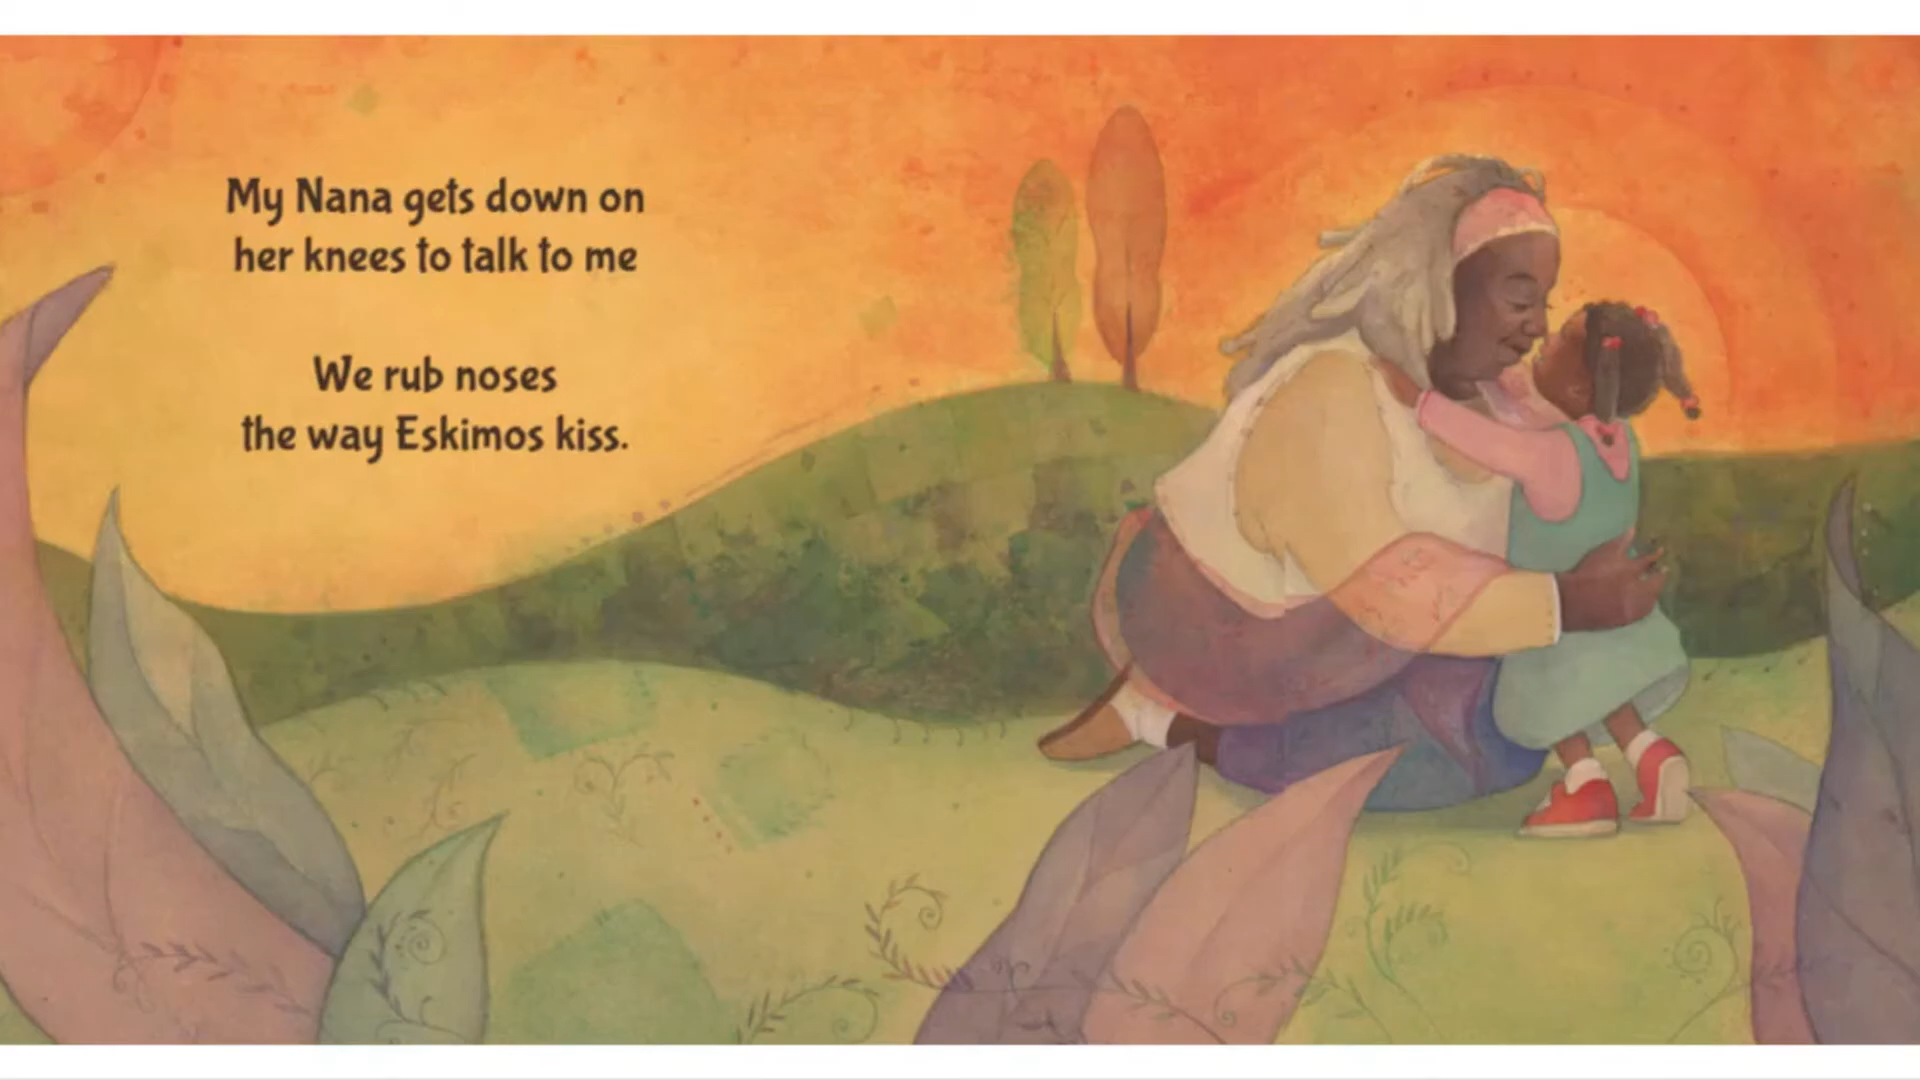 My Nana gets down on
her knees to talk to me
We rub noses
the way Eskimos kiss.